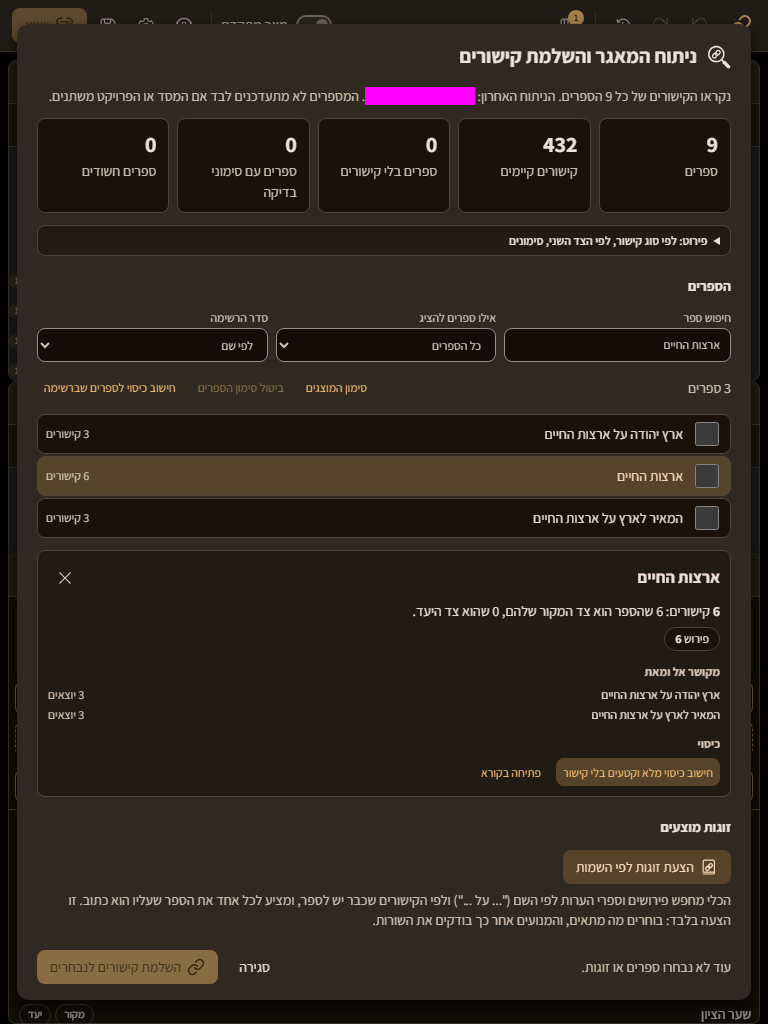 1
ניתוח המאגר והשלמת קישורים
נקראו הקישורים של כל 9 הספרים. הניתוח האחרון: . המספרים לא מתעדכנים לבד אם המסד או הפרויקט משתנים.
9
ספרים
432
קישורים קיימים
0
ספרים בלי קישורים
0
ספרים עם סימוני בדיקה
0
ספרים חשודים
פירוט: לפי סוג קישור, לפי הצד השני, סימונים
הספרים
חיפוש ספר
אילו ספרים להציג
סדר הרשימה
ארצות החיים
כל הספרים
לפי שם
3 ספרים
סימון המוצגים
ביטול סימון הספרים
חישוב כיסוי לספרים שברשימה
ארץ יהודה על ארצות החיים
3 קישורים
ארצות החיים
6 קישורים
המאיר לארץ על ארצות החיים
3 קישורים
ארצות החיים
6 קישורים: 6 שהספר הוא צד המקור שלהם, 0 שהוא צד היעד.
פירוש 6
מקושר אל ומאת
ארץ יהודה על ארצות החיים
3 יוצאים
המאיר לארץ על ארצות החיים
3 יוצאים
כיסוי
חישוב כיסוי מלא וקטעים בלי קישור
פתיחה בקורא
זוגות מוצעים
הצעת זוגות לפי השמות
הכלי מחפש פירושים וספרי הערות לפי השם ("... על ...") ולפי הקישורים שכבר יש לספר, ומציע לכל אחד את הספר שעליו הוא כתוב. זו
הצעה בלבד: בוחרים מה מתאים, והמנועים אחר כך בודקים את השורות.
עוד לא נבחרו ספרים או זוגות.
סגירה
השלמת קישורים לנבחרים
שער הציון
מקור
יעד